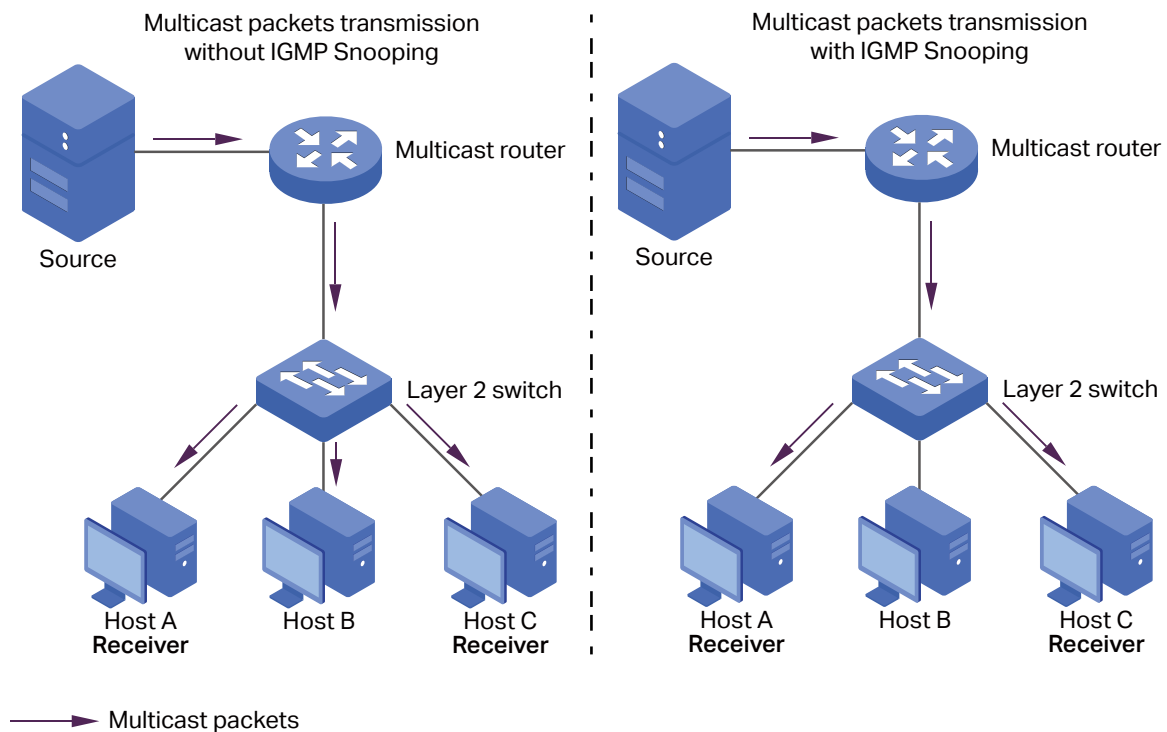 Multicast packets transmission
without IGMP Snooping
Multicast router
Source
Layer 2 switch
Host A
Receiver
Host B
Host C
Receiver
Multicast packets transmission
with IGMP Snooping
Multicast router
Source
Layer 2 switch
Host A
Receiver
Host B
Host C
Receiver
Multicast packets